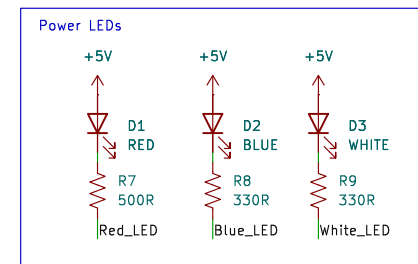 Power LEDs
+5V +5V +5V
D1 D2 D3
RED BLUE WHITE
R7 R8 R9
500R 330R 330R
Red_LED Blue_LED White_LED